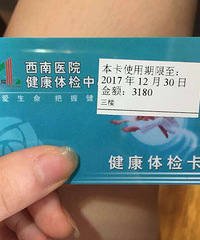 西南医院
健康体检中
爱生命 把握健
本卡使用期限至：
2017 年 12 月 30 日
金额：3180
三楼
健康体检卡